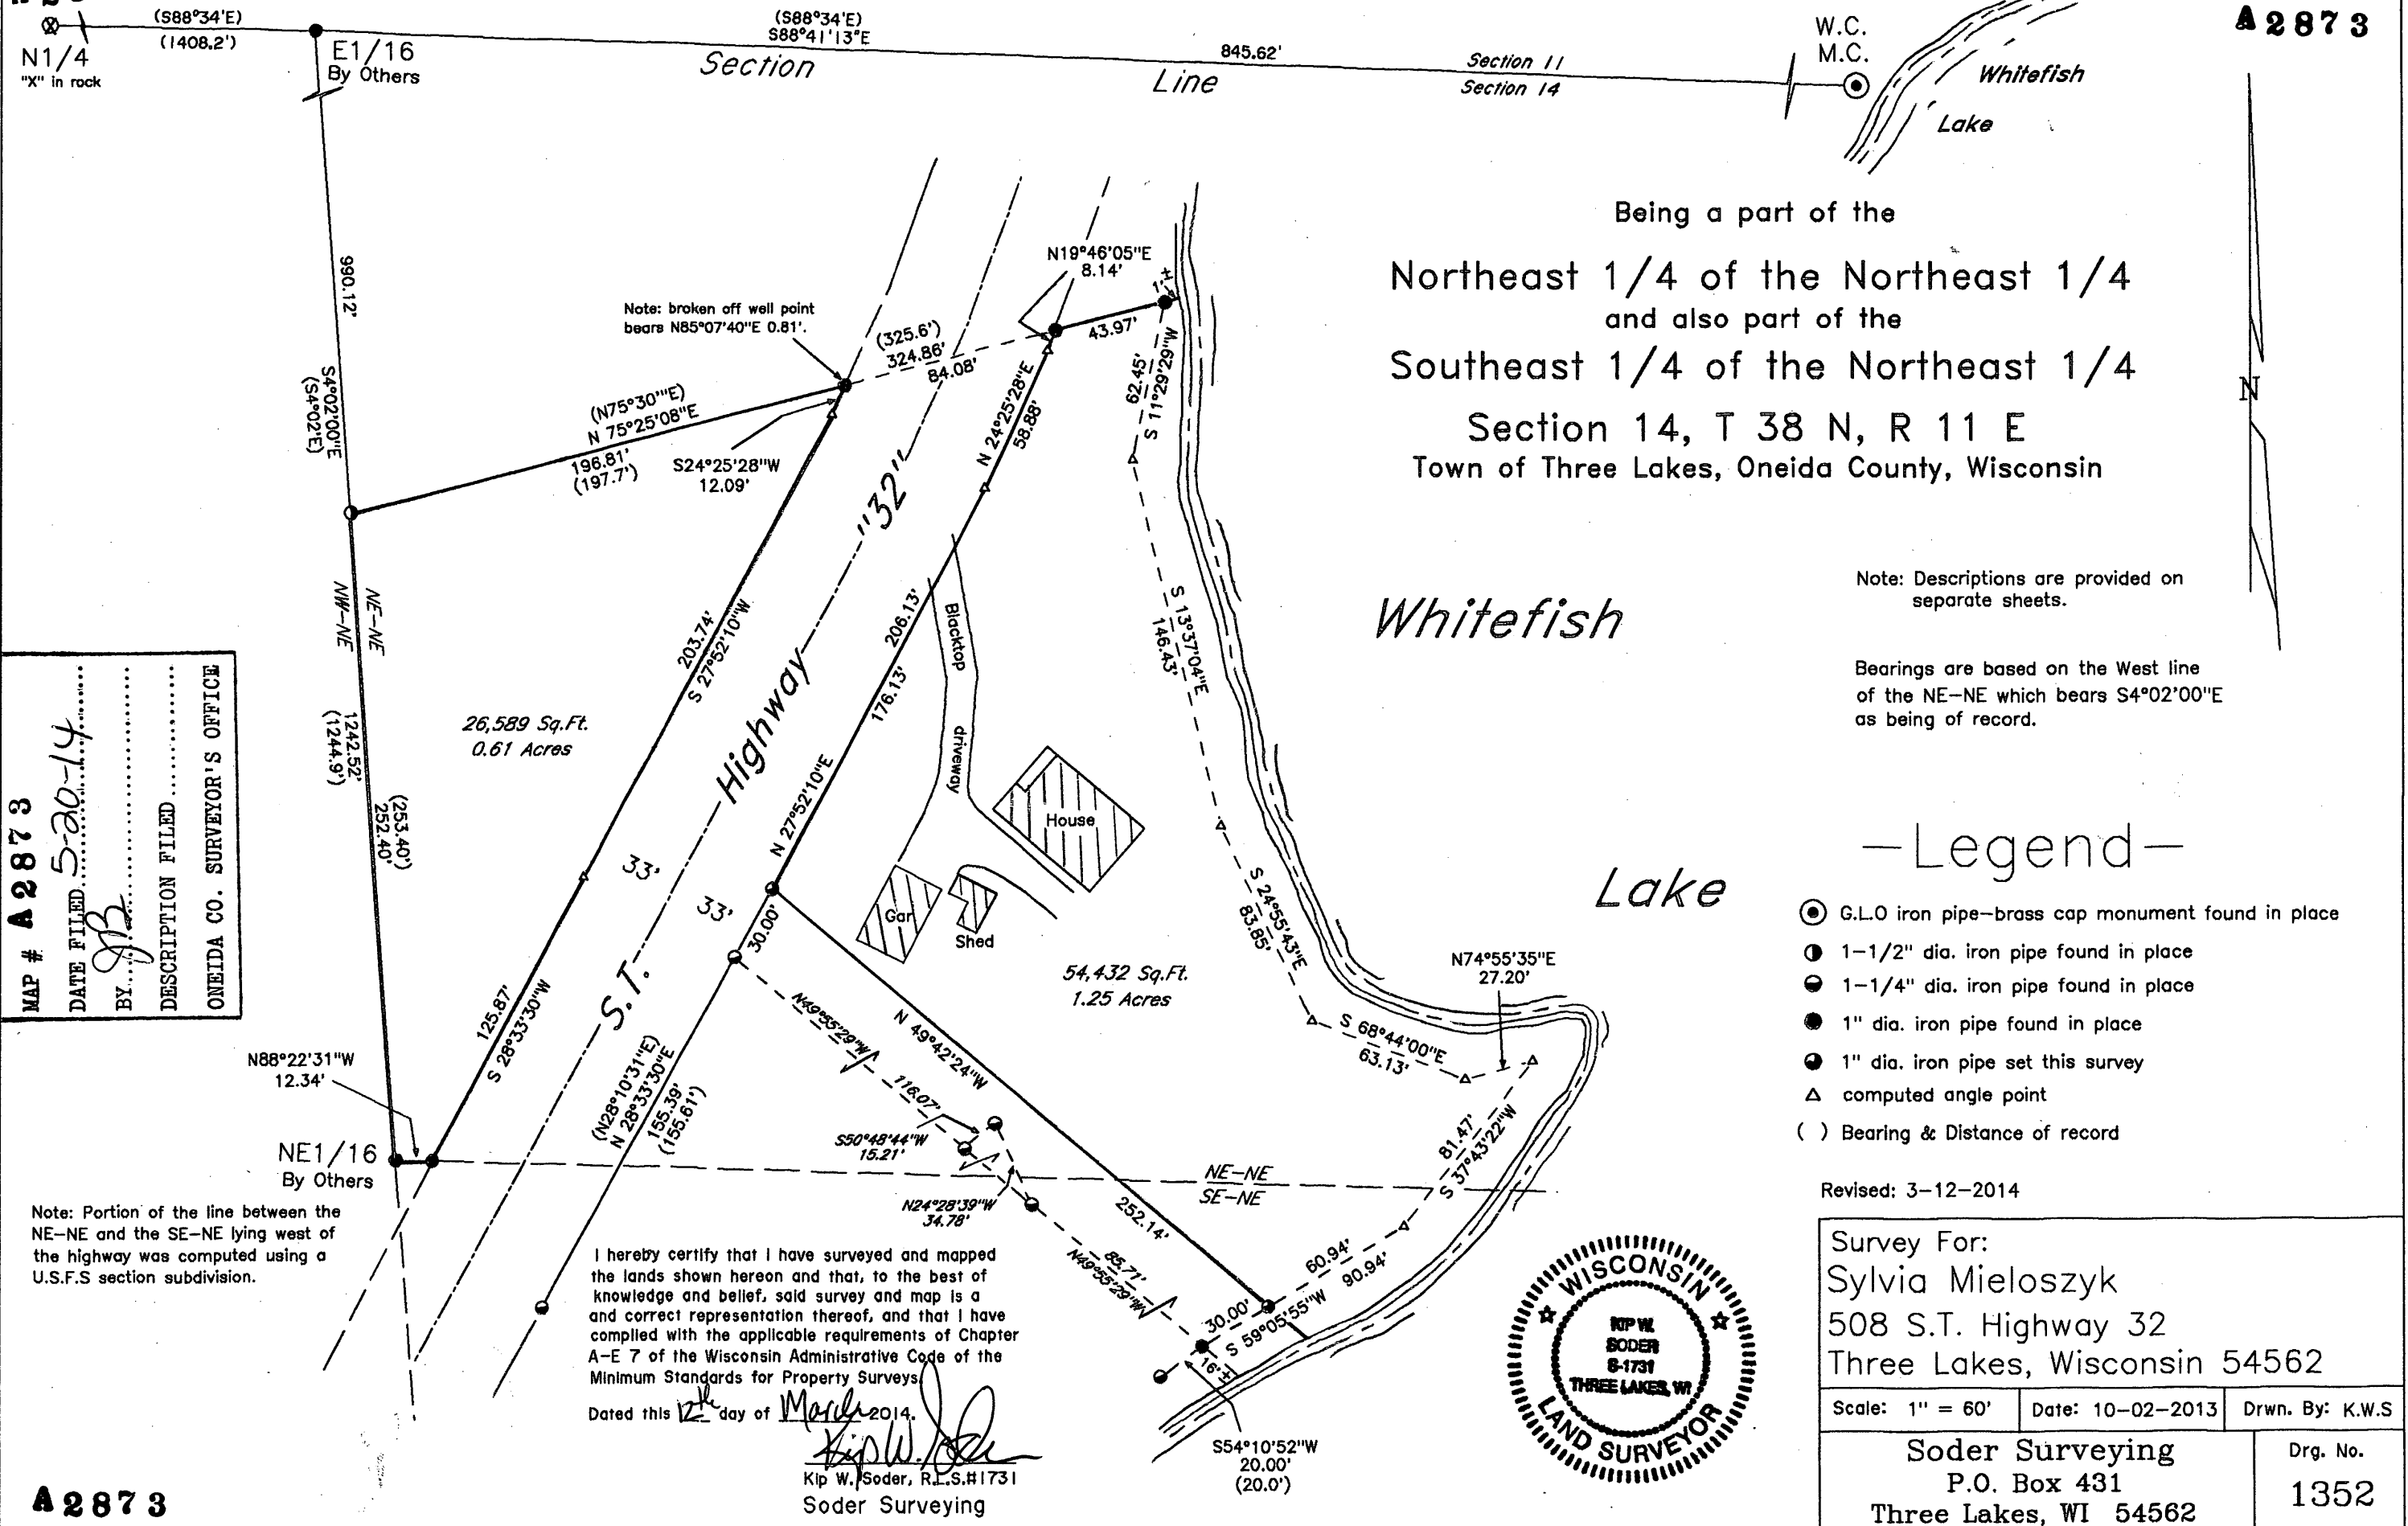 (S88°34'E)
(1408.2')
N1/4
"X" in rock
E1/16
By Others
(S88°34'E)
S88°41'13"E
845.62'
Section Line
Section 11
Section 14
W.C.
M.C.
Whitefish
Lake
A2873
990.12'
S4°02'00"E
(S4°02'E)
Note: broken off well point
bears N85°07'40"E 0.81'.
N19°46'05"E
8.14'
(325.6')
324.86'
84.08'
43.97'
1'±
62.45'
S 11°29'29"W
(N75°30'"E)
N 75°25'08"E
196.81'
(197.7')
S24°25'28"W
12.09'
N 24°25'28"E
58.88'
Being a part of the
Northeast 1/4 of the Northeast 1/4
and also part of the
Southeast 1/4 of the Northeast 1/4
Section 14, T 38 N, R 11 E
Town of Three Lakes, Oneida County, Wisconsin
N
Note: Descriptions are provided on
separate sheets.
Bearings are based on the West line
of the NE-NE which bears S4°02'00"E
as being of record.
Whitefish
Lake
S.T. Highway "32"
NE-NE
NW-NE
203.74'
S 27°52'10"W
206.13'
176.13'
N 27°52'10"E
Blacktop
driveway
S 13°37'04"E
146.43'
26,589 Sq.Ft.
0.61 Acres
1242.52'
(1244.9')
(253.40')
252.40'
MAP # A2873
DATE FILED 5-20-14
BY
DESCRIPTION FILED
ONEIDA CO. SURVEYOR'S OFFICE
House
Gar
Shed
33'
33'
30.00'
54,432 Sq.Ft.
1.25 Acres
S 24°55'43"E
83.85'
N74°55'35"E
27.20'
S 68°44'00"E
63.13'
81.47'
S 37°43'22"W
125.87'
S 28°33'30"W
N88°22'31"W
12.34'
NE1/16
By Others
(N28°10'31"E)
N 28°33'30"E
155.39'
(155.61')
N49°55'29"W
116.07'
N 49°42'24"W
252.14'
S50°48'44"W
15.21'
N24°28'39"W
34.78'
NE-NE
SE-NE
85.71'
N49°55'29"W
60.94'
90.94'
30.00'
S 59°05'55"W
16'±
S54°10'52"W
20.00'
(20.0')
Note: Portion of the line between the
NE-NE and the SE-NE lying west of
the highway was computed using a
U.S.F.S section subdivision.
I hereby certify that I have surveyed and mapped
the lands shown hereon and that, to the best of
knowledge and belief, said survey and map is a
and correct representation thereof, and that I have
complied with the applicable requirements of Chapter
A-E 7 of the Wisconsin Administrative Code of the
Minimum Standards for Property Surveys.
Dated this 12th day of March 2014.
Kip W. Soder
Kip W. Soder, R.L.S.#1731
Soder Surveying
-Legend-
G.L.O iron pipe-brass cap monument found in place
1-1/2" dia. iron pipe found in place
1-1/4" dia. iron pipe found in place
1" dia. iron pipe found in place
1" dia. iron pipe set this survey
computed angle point
( ) Bearing & Distance of record
Revised: 3-12-2014
WISCONSIN
KIP W.
SODER
S-1731
THREE LAKES, WI
LAND SURVEYOR
Survey For:
Sylvia Mieloszyk
508 S.T. Highway 32
Three Lakes, Wisconsin 54562
Scale: 1" = 60'
Date: 10-02-2013
Drwn. By: K.W.S
Soder Surveying
P.O. Box 431
Three Lakes, WI 54562
Drg. No.
1352
A2873